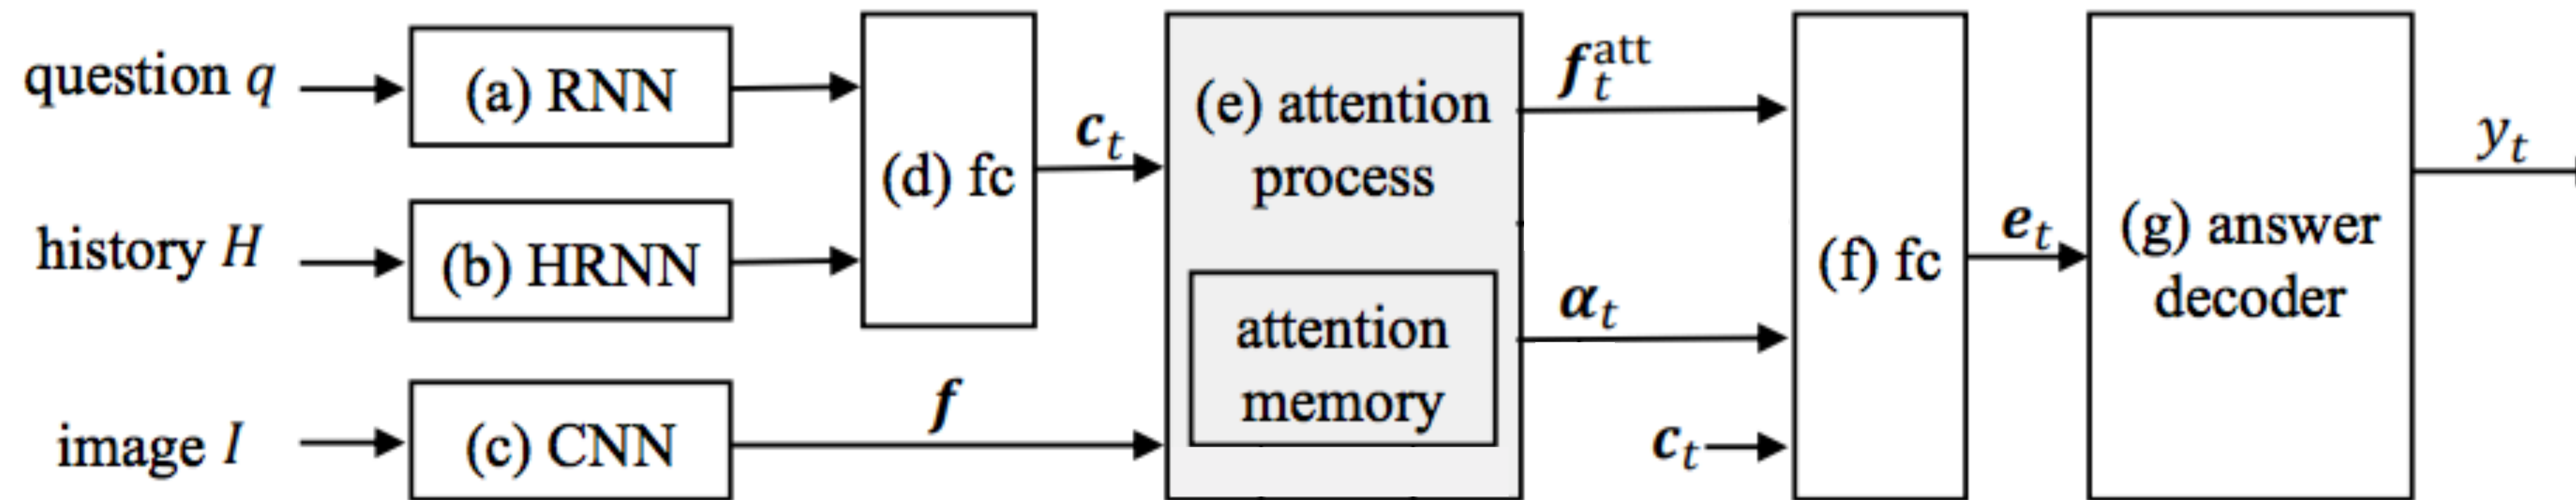 question q
(a) RNN
history H
(b) HRNN
image I
(c) CNN
f
(d) fc
c_t
(e) attention
process
attention
memory
f_t^att
α_t
c_t
(f) fc
e_t
(g) answer
decoder
y_t